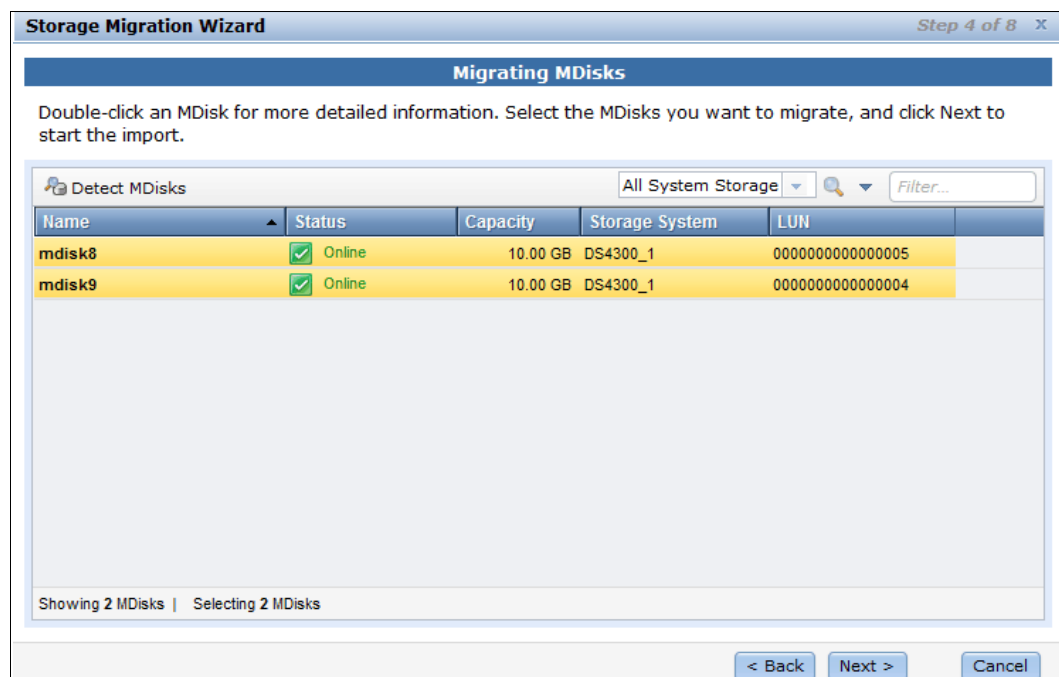 Storage Migration Wizard Step 4 of 8 X
Migrating MDisks
Double-click an MDisk for more detailed information. Select the MDisks you want to migrate, and click Next to
start the import.
Detect MDisks All System Storage Filter...
Name Status Capacity Storage System LUN
mdisk8 Online 10.00 GB DS4300_1 0000000000000005
mdisk9 Online 10.00 GB DS4300_1 0000000000000004
Showing 2 MDisks | Selecting 2 MDisks
< Back Next > Cancel